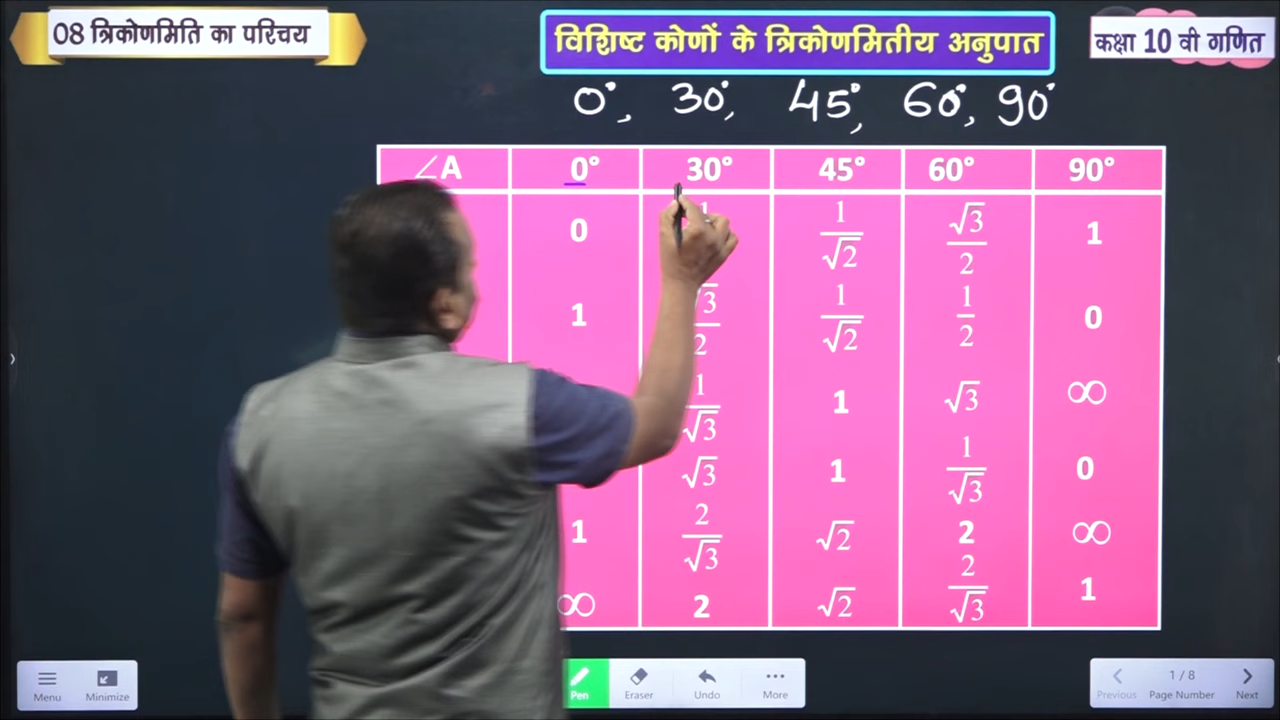 08 त्रिकोणमिति का परिचय
विशिष्ट कोणों के त्रिकोणमितीय अनुपात
कक्षा 10 वी गणित
0°, 30°, 45°, 60°, 90°
∠A 0° 30° 45° 60° 90°
0 1/√2 √3/2 1
1 √3/2 1/√2 1/2 0
1/√3 1 √3 ∞
√3 1 1/√3 0
1 2/√3 √2 2 ∞
∞ 2 √2 2/√3 1
Menu Minimize Pen Eraser Undo More Previous 1 / 8 Page Number Next